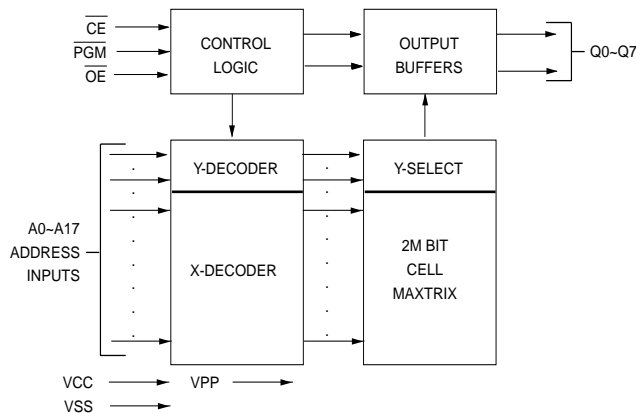 CE
PGM
OE
CONTROL
LOGIC
OUTPUT
BUFFERS
Q0~Q7
A0~A17
ADDRESS
INPUTS
Y-DECODER
X-DECODER
Y-SELECT
2M BIT
CELL
MAXTRIX
VCC
VPP
VSS